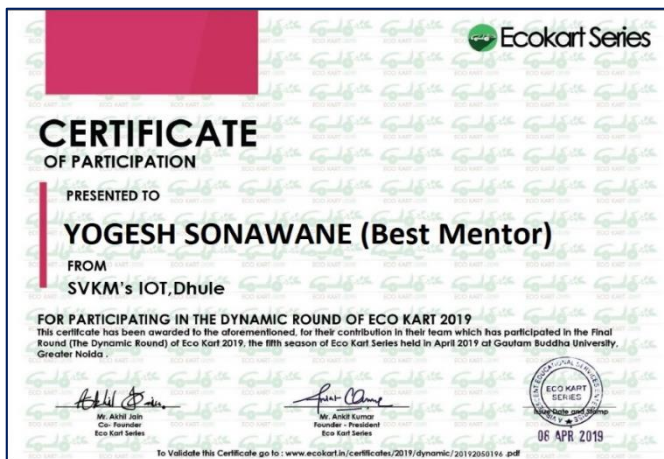 Ecokart Series
CERTIFICATE
OF PARTICIPATION
PRESENTED TO
YOGESH SONAWANE (Best Mentor)
FROM
SVKM's IOT,Dhule
FOR PARTICIPATING IN THE DYNAMIC ROUND OF ECO KART 2019
This certifcate has been awarded to the aforementioned, for their contribution in their team which has participated in the Final
Round (The Dynamic Round) of Eco Kart 2019, the fifth season of Eco Kart Series held in April 2019 at Gautam Buddha University,
Greater Noida .
Mr. Akhil Jain
Co- Founder
Eco Kart Series
Mr. Ankit Kumar
Founder - President
Eco Kart Series
ECO KART
SERIES
Issue Date and Stamp
06 APR 2019
To Validate this Certificate go to : www.ecokart.in/certificates/2019/dynamic/20192050196 .pdf